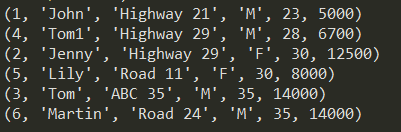 (1, 'John', 'Highway 21', 'M', 23, 5000)
(4, 'Tom1', 'Highway 29', 'M', 28, 6700)
(2, 'Jenny', 'Highway 29', 'F', 30, 12500)
(5, 'Lily', 'Road 11', 'F', 30, 8000)
(3, 'Tom', 'ABC 35', 'M', 35, 14000)
(6, 'Martin', 'Road 24', 'M', 35, 14000)